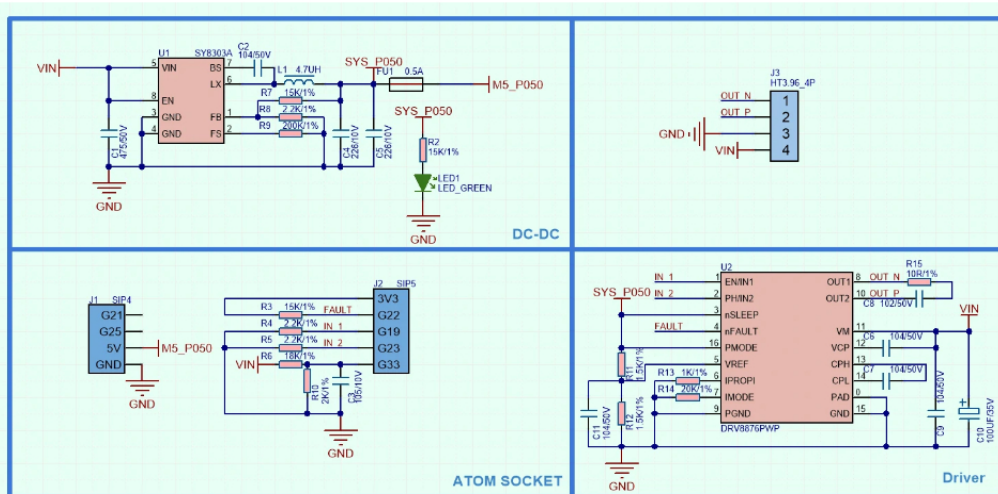 U1
SY8303A
C2
104/50V
VIN
5
VIN
BS
7
LX
6
8
EN
3
GND
FB
1
4
GND
FS
2
L1
4.7UH
R7
15K/1%
R8
2.2K/1%
R9
200K/1%
SYS_P050
FU1
0.5A
M5_P050
C1
475/50V
C4
226/10V
C5
226/10V
GND
SYS_P050
R2
15K/1%
LED1
LED_GREEN
GND
DC-DC
J3
HT3.96_4P
OUT_N
1
OUT_P
2
GND
3
VIN
4
J1
SIP4
G21
G25
5V
M5_P050
GND
GND
J2
SIP5
3V3
R3
15K/1%
FAULT
G22
R4
2.2K/1%
IN_1
G19
R5
2.2K/1%
IN_2
G23
VIN
R6
18K/1%
G33
R10
2K/1%
C3
105/10V
GND
ATOM SOCKET
U2
IN_1
1
EN/IN1
OUT1
8
OUT_N
R15
10R/1%
IN_2
2
PH/IN2
OUT2
10
OUT_P
C8
102/50V
SYS_P050
3
nSLEEP
FAULT
4
nFAULT
VM
11
VIN
16
PMODE
VCP
12
C6
104/50V
5
VREF
CPH
13
6
IPROPI
CPL
14
C7
104/50V
7
IMODE
PAD
0
9
PGND
GND
15
DRV8876PWP
R11
1.5K/1%
R13
1K/1%
R14
20K/1%
R12
1.5K/1%
C11
104/50V
104/50V
C9
C10
100UF/35V
GND
Driver